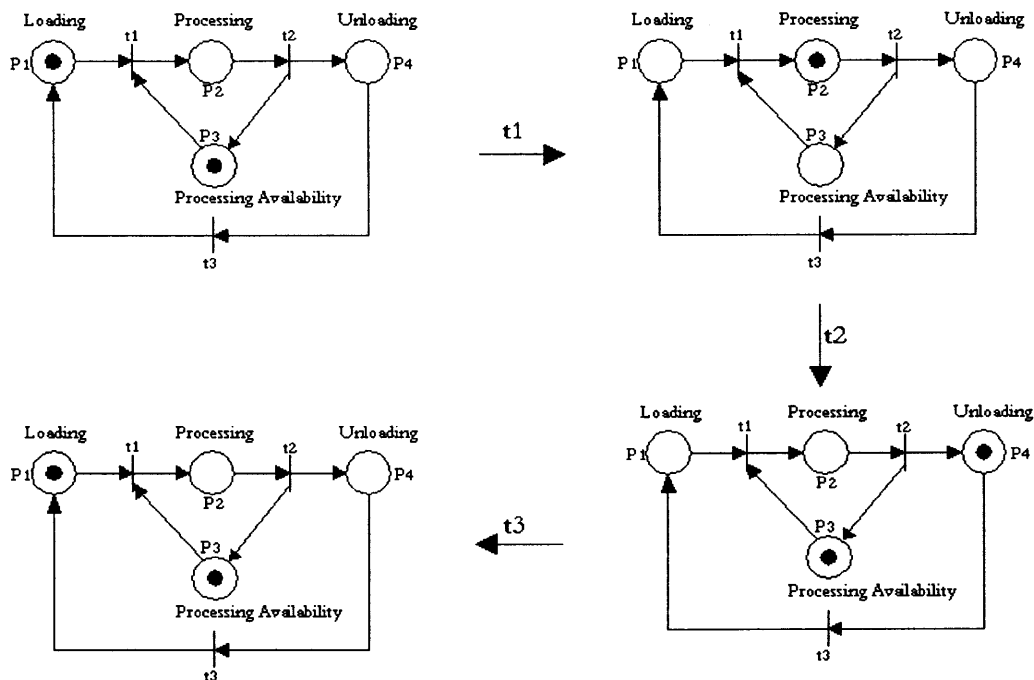 Loading Processing Unloading
t1 t2
P1 P2 P4
P3
Processing Availability
t3
t1
Loading Processing Unloading
t1 t2
P1 P2 P4
P3
Processing Availability
t3
t2
Loading Processing Unloading
t1 t2
P1 P2 P4
P3
Processing Availability
t3
t3
Loading Processing Unloading
t1 t2
P1 P2 P4
P3
Processing Availability
t3